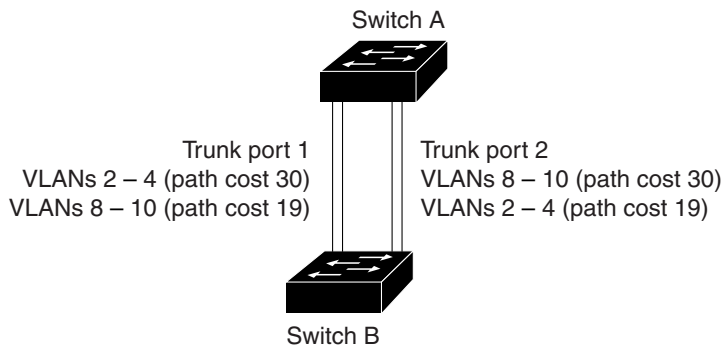 Switch A
Trunk port 1
VLANs 2 – 4 (path cost 30)
VLANs 8 – 10 (path cost 19)
Trunk port 2
VLANs 8 – 10 (path cost 30)
VLANs 2 – 4 (path cost 19)
Switch B